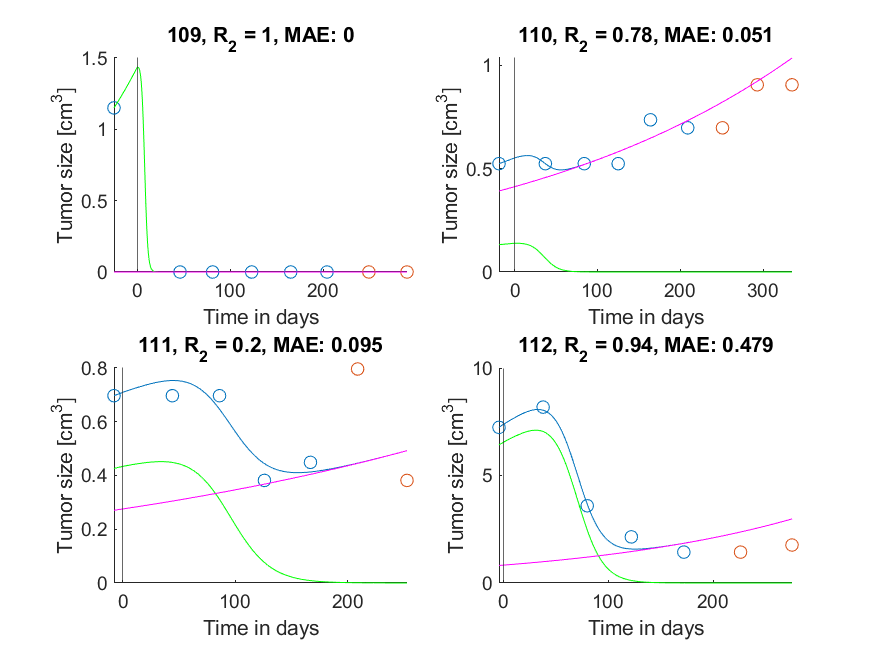 109, R2 = 1, MAE: 0
Tumor size [cm3]
1.5
1
0.5
0
0
100
200
Time in days
110, R2 = 0.78, MAE: 0.051
Tumor size [cm3]
1
0.5
0
0
100
200
300
Time in days
111, R2 = 0.2, MAE: 0.095
Tumor size [cm3]
0.8
0.6
0.4
0.2
0
0
100
200
Time in days
112, R2 = 0.94, MAE: 0.479
Tumor size [cm3]
10
5
0
0
100
200
Time in days